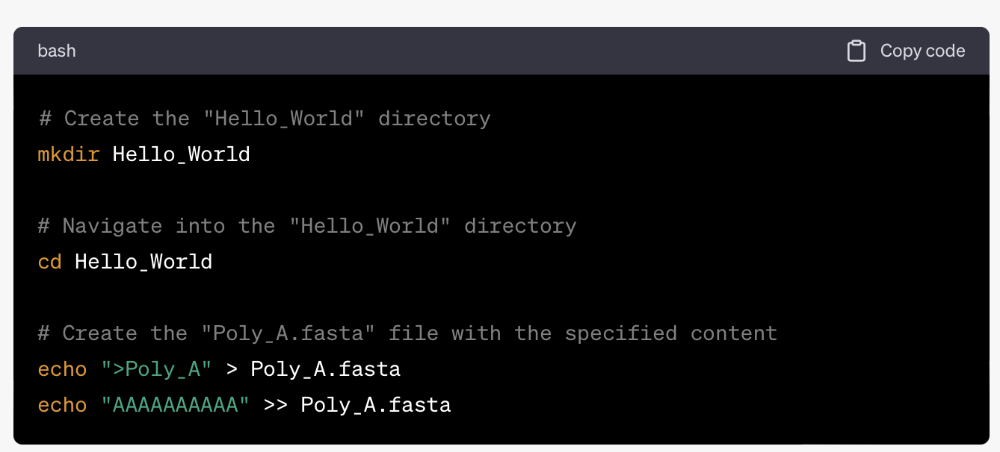 bash
Copy code
# Create the "Hello_World" directory
mkdir Hello_World
# Navigate into the "Hello_World" directory
cd Hello_World
# Create the "Poly_A.fasta" file with the specified content
echo ">Poly_A" > Poly_A.fasta
echo "AAAAAAAAAA" >> Poly_A.fasta